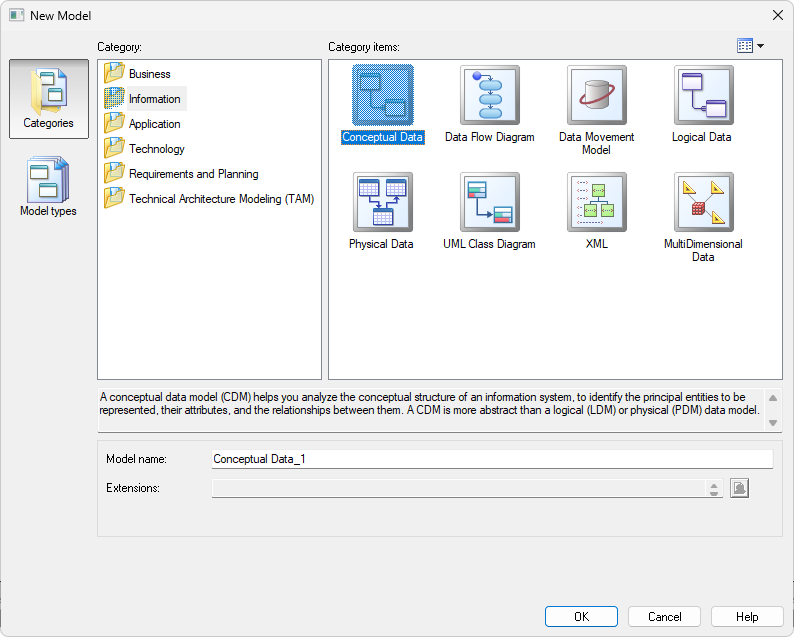 New Model
Category:
Category items:
Categories
Model types
Business
Information
Application
Technology
Requirements and Planning
Technical Architecture Modeling (TAM)
Conceptual Data
Data Flow Diagram
Data Movement
Model
Logical Data
Physical Data
UML Class Diagram
XML
MultiDimensional
Data
A conceptual data model (CDM) helps you analyze the conceptual structure of an information system, to identify the principal entities to be
represented, their attributes, and the relationships between them. A CDM is more abstract than a logical (LDM) or physical (PDM) data model.
Model name:
Conceptual Data_1
Extensions:
OK
Cancel
Help